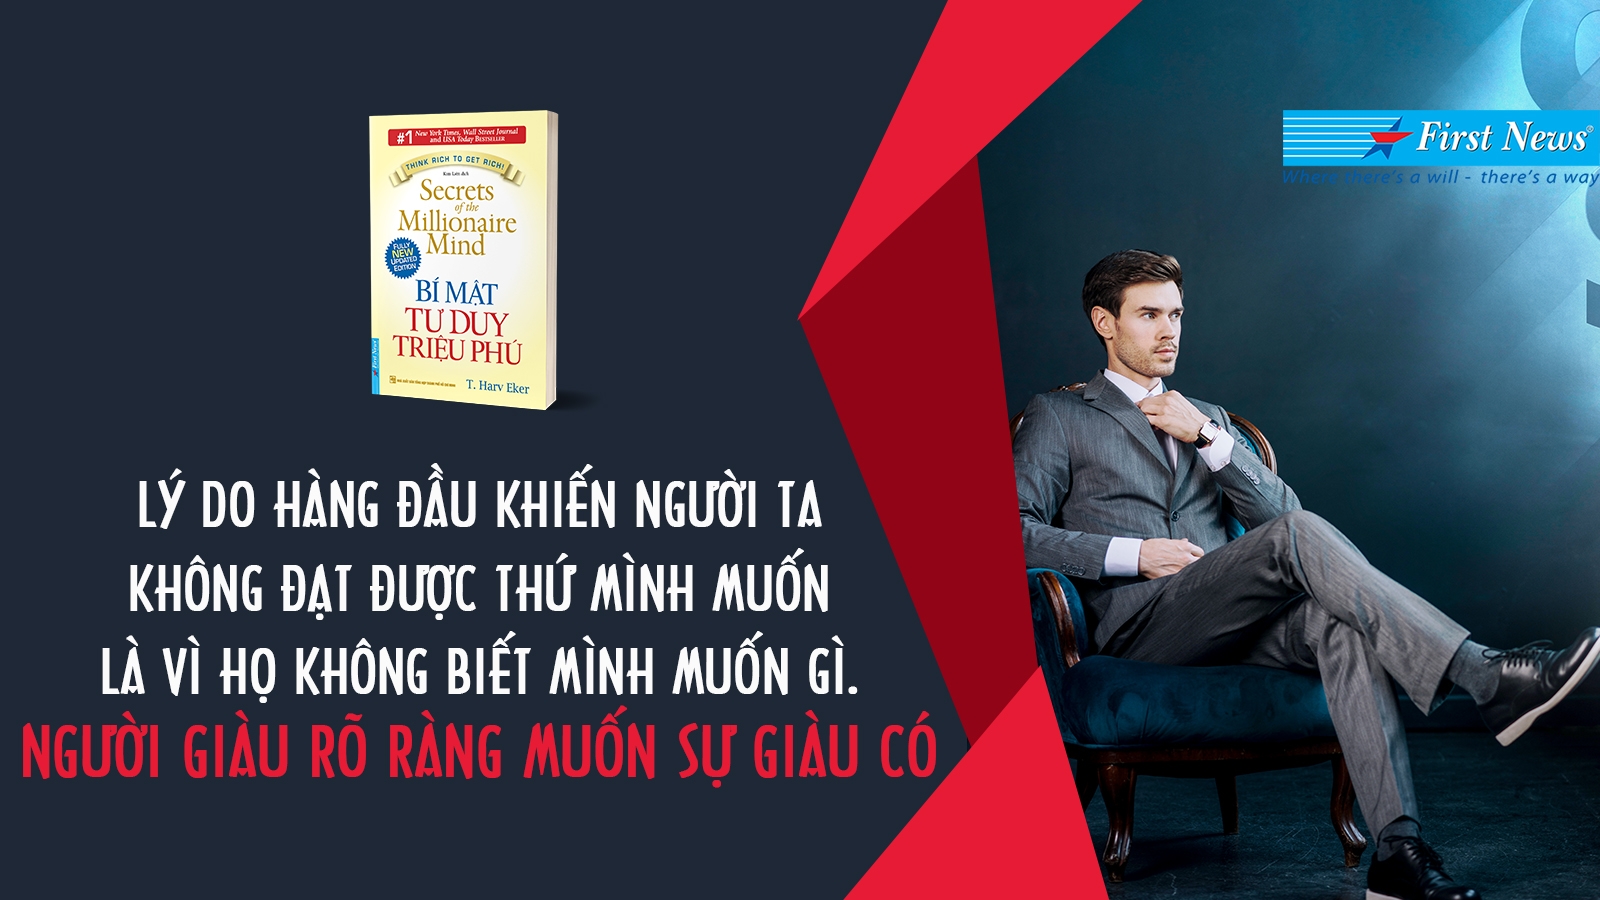 #1 New York Times, Wall Street Journal
and USA Today BESTSELLER
THINK RICH TO GET RICH!
Secrets
of the
Millionaire
Mind
FULLY
NEW
UPDATED
EDITION
BÍ MẬT
TƯ DUY
TRIỆU PHÚ
First News
T. Harv Eker
First News®
Where there's a will - there's a way
LÝ DO HÀNG ĐẦU KHIẾN NGƯỜI TA
KHÔNG ĐẠT ĐƯỢC THỨ MÌNH MUỐN
LÀ VÌ HỌ KHÔNG BIẾT MÌNH MUỐN GÌ.
NGƯỜI GIÀU RÕ RÀNG MUỐN SỰ GIÀU CÓ